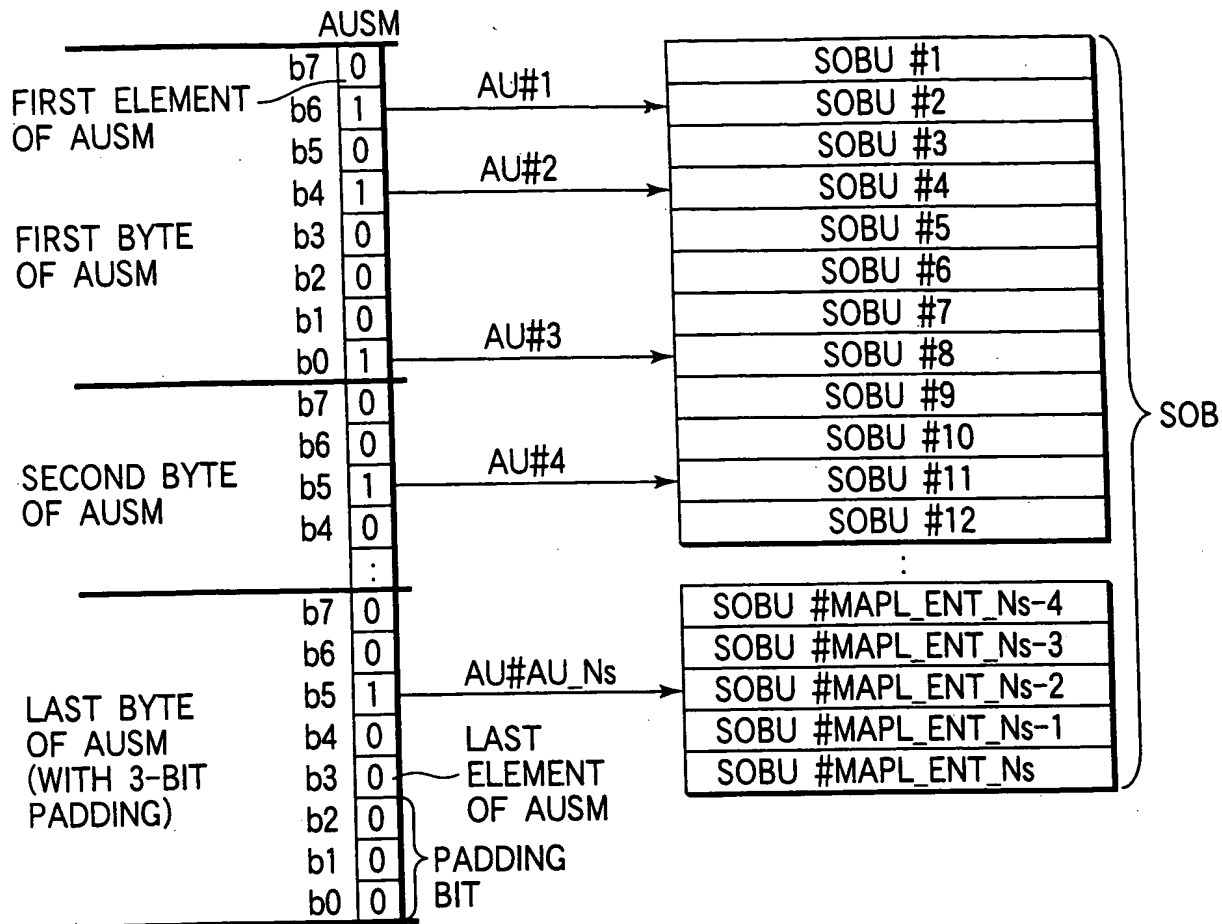 AUSM
b7 0
b6 1
b5 0
b4 1
b3 0
b2 0
b1 0
b0 1
FIRST ELEMENT
OF AUSM
FIRST BYTE
OF AUSM
b7 0
b6 0
b5 1
b4 0
:
SECOND BYTE
OF AUSM
b7 0
b6 0
b5 1
b4 0
b3 0
b2 0
b1 0
b0 0
LAST BYTE
OF AUSM
(WITH 3-BIT
PADDING)
LAST
ELEMENT
OF AUSM
PADDING
BIT
AU#1
AU#2
AU#3
AU#4
AU#AU_Ns
SOBU #1
SOBU #2
SOBU #3
SOBU #4
SOBU #5
SOBU #6
SOBU #7
SOBU #8
SOBU #9
SOBU #10
SOBU #11
SOBU #12
:
SOBU #MAPL_ENT_Ns-4
SOBU #MAPL_ENT_Ns-3
SOBU #MAPL_ENT_Ns-2
SOBU #MAPL_ENT_Ns-1
SOBU #MAPL_ENT_Ns
SOB